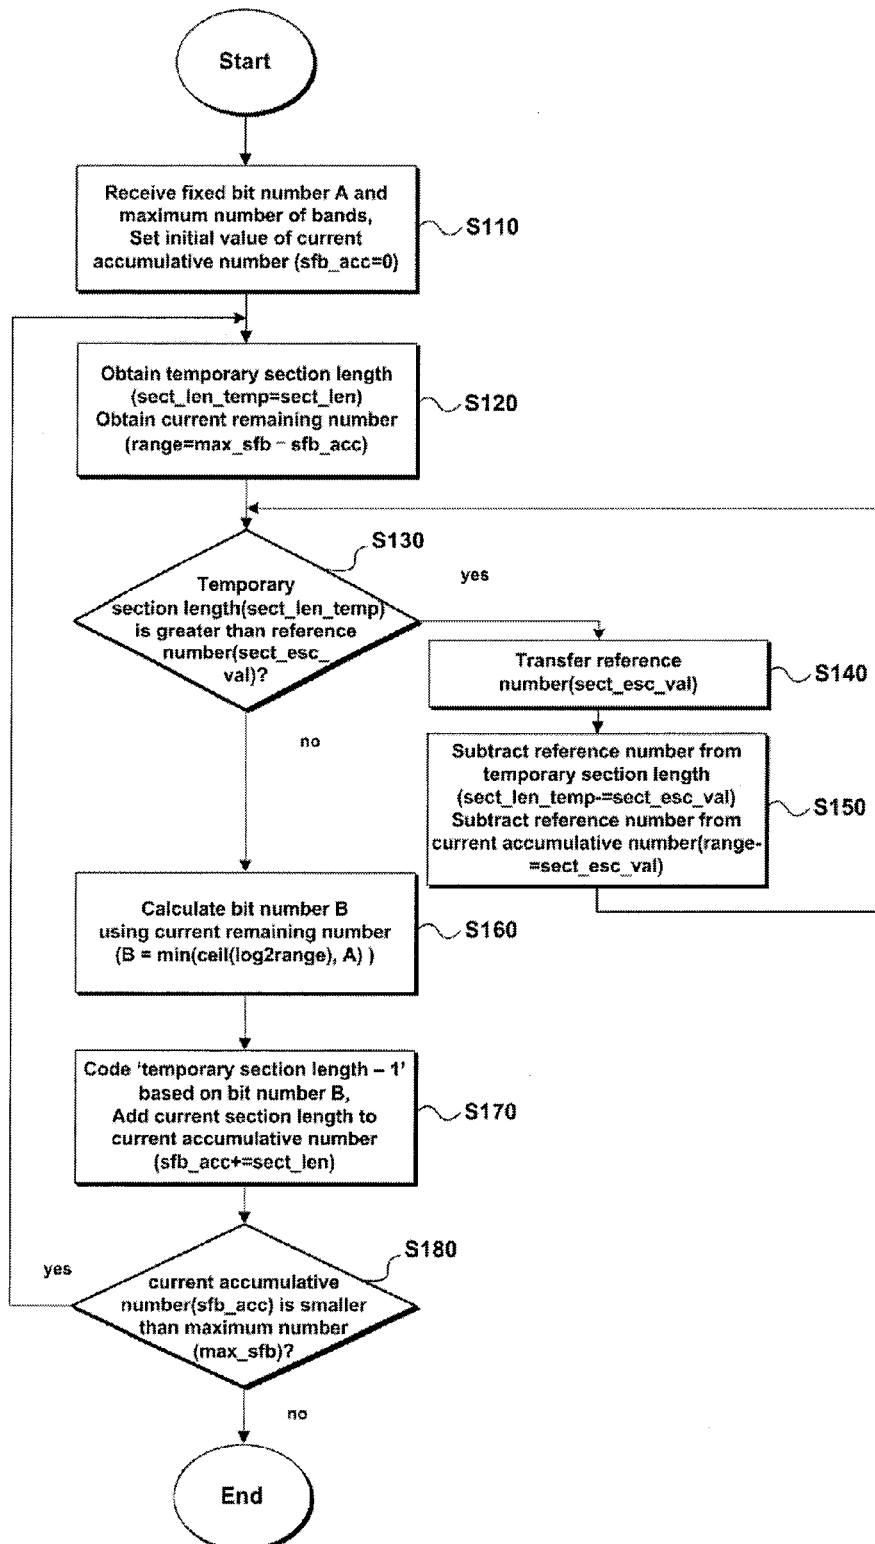 Start
Receive fixed bit number A and
maximum number of bands,
Set initial value of current
accumulative number (sfb_acc=0)
S110
Obtain temporary section length
(sect_len_temp=sect_len)
Obtain current remaining number
(range=max_sfb − sfb_acc)
S120
S130
Temporary
section length(sect_len_temp)
is greater than reference
number(sect_esc_
val)?
yes
no
Transfer reference
number(sect_esc_val)
S140
Subtract reference number from
temporary section length
(sect_len_temp-=sect_esc_val)
Subtract reference number from
current accumulative number(range-
=sect_esc_val)
S150
Calculate bit number B
using current remaining number
(B = min(ceil(log2range), A) )
S160
Code ‘temporary section length – 1’
based on bit number B,
Add current section length to
current accumulative number
(sfb_acc+=sect_len)
S170
S180
yes
current accumulative
number(sfb_acc) is smaller
than maximum number
(max_sfb)?
no
End